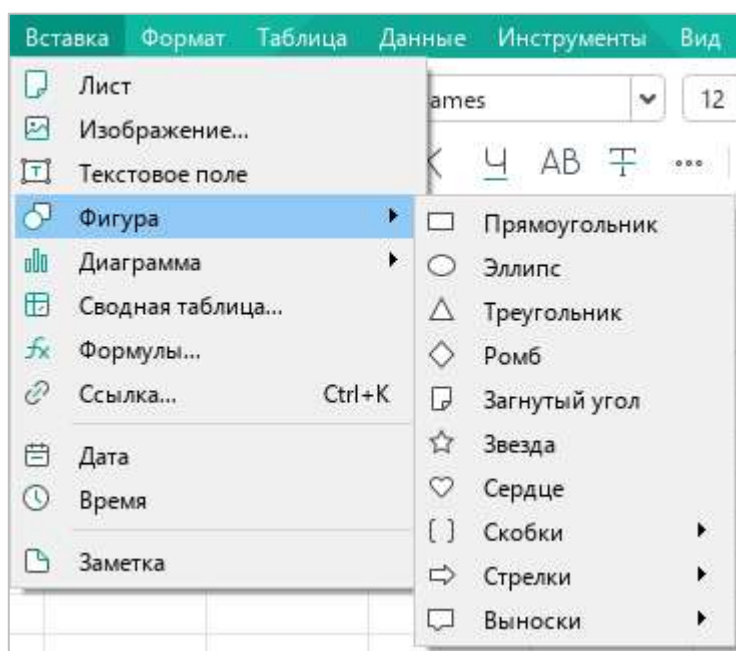 Вставка Формат Таблица Данные Инструменты Вид
Лист
ames 12
Изображение...
Ч AB Т
Текстовое поле
Фигура
Прямоугольник
Диаграмма
Эллипс
Сводная таблица...
Треугольник
Формулы...
Ромб
Ссылка... Ctrl+K
Загнутый угол
Звезда
Дата
Сердце
Время
Скобки
Заметка
Стрелки
Выноски